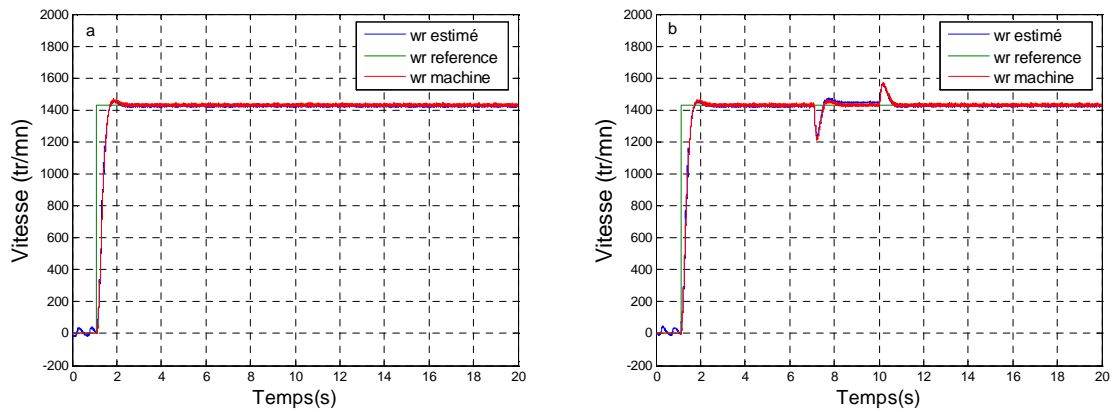 a
wr estimé
wr reference
wr machine
2000
1800
1600
1400
1200
1000
800
600
400
200
0
-200
0 2 4 6 8 10 12 14 16 18 20
Vitesse (tr/mn)
Temps(s)
b
wr estimé
wr reference
wr machine
2000
1800
1600
1400
1200
1000
800
600
400
200
0
-200
0 2 4 6 8 10 12 14 16 18 20
Vitesse (tr/mn)
Temps(s)